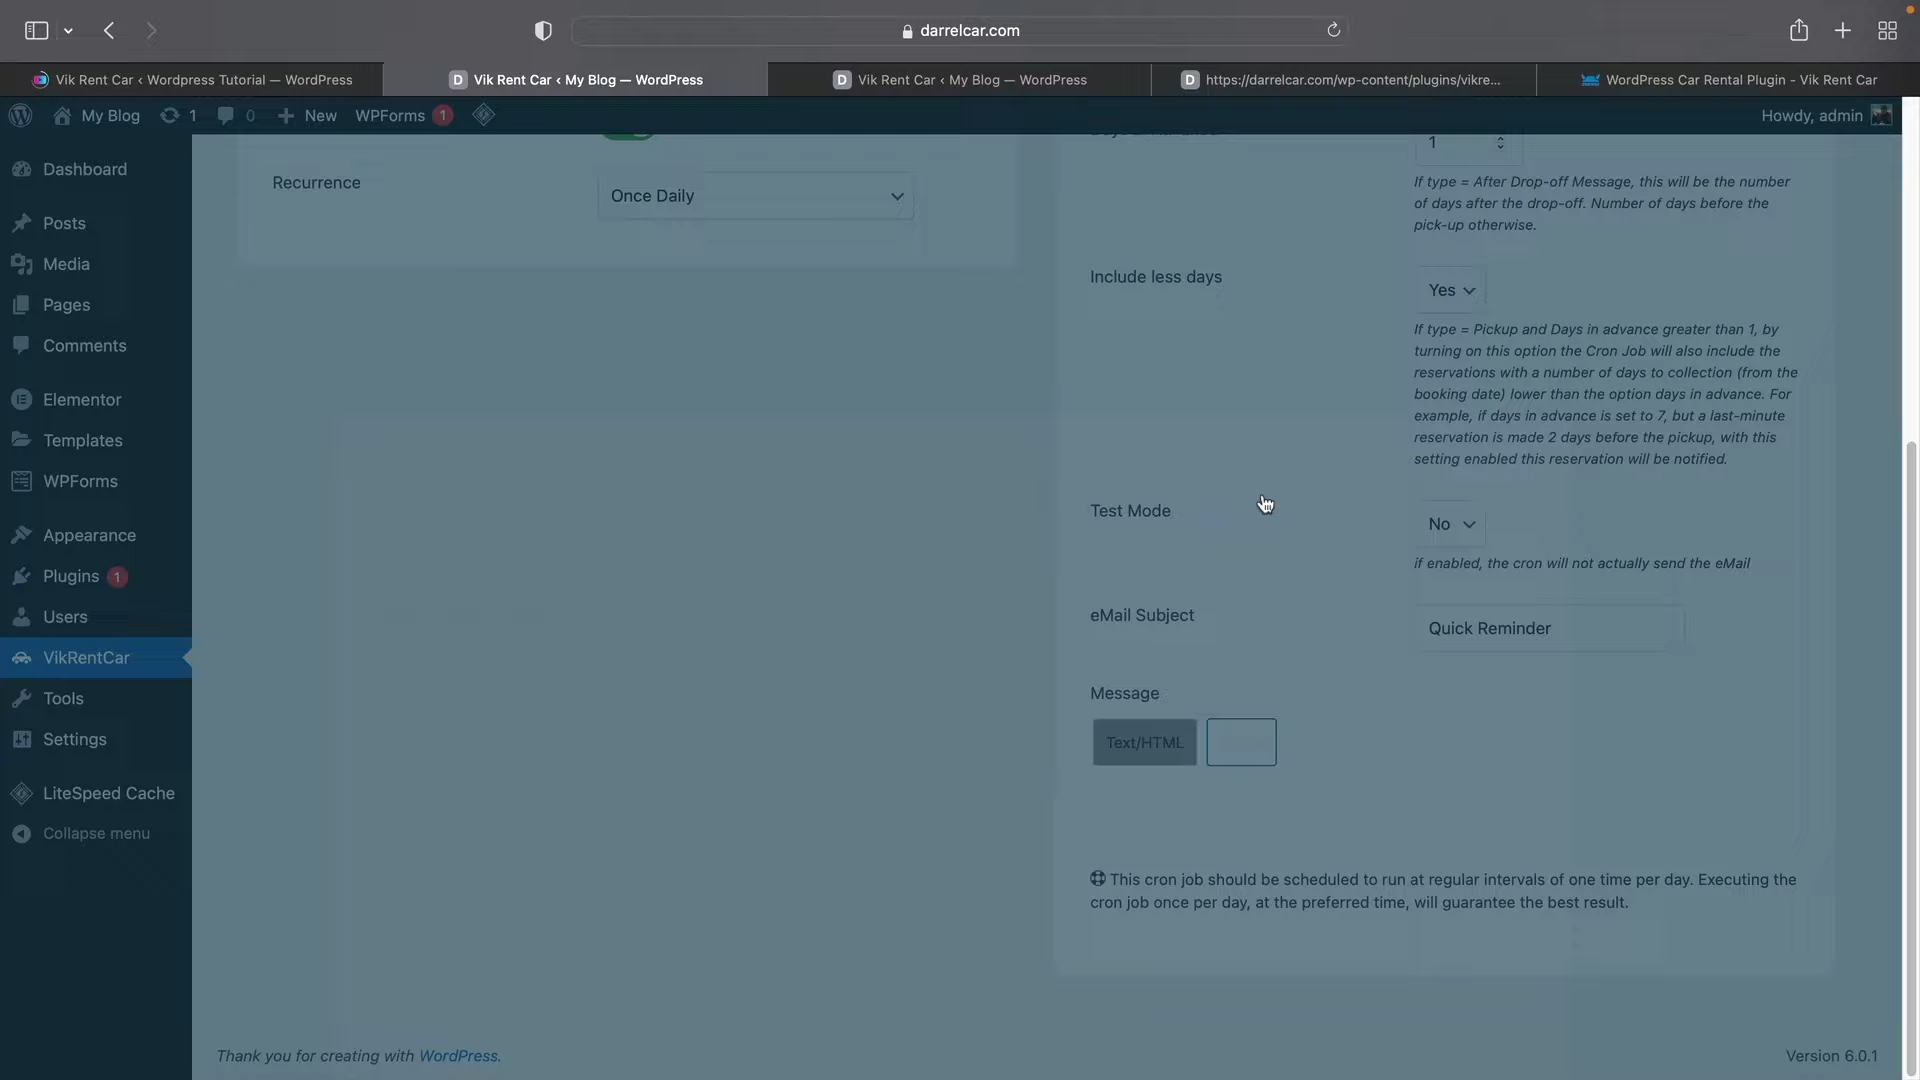 darrelcar.com
Vik Rent Car ‹ Wordpress Tutorial — WordPress
D Vik Rent Car ‹ My Blog — WordPress
D Vik Rent Car ‹ My Blog — WordPress
D https://darrelcar.com/wp-content/plugins/vikre...
WordPress Car Rental Plugin - Vik Rent Car
My Blog 1 0 New WPForms 1
Howdy, admin
Dashboard
Posts
Media
Pages
Comments
Elementor
Templates
WPForms
Appearance
Plugins 1
Users
VikRentCar
Tools
Settings
LiteSpeed Cache
Collapse menu
Recurrence
Once Daily
1
If type = After Drop-off Message, this will be the number
of days after the drop-off. Number of days before the
pick-up otherwise.
Include less days
Yes
If type = Pickup and Days in advance greater than 1, by
turning on this option the Cron Job will also include the
reservations with a number of days to collection (from the
booking date) lower than the option days in advance. For
example, if days in advance is set to 7, but a last-minute
reservation is made 2 days before the pickup, with this
setting enabled this reservation will be notified.
Test Mode
No
if enabled, the cron will not actually send the eMail
eMail Subject
Quick Reminder
Message
Text/HTML
This cron job should be scheduled to run at regular intervals of one time per day. Executing the
cron job once per day, at the preferred time, will guarantee the best result.
Thank you for creating with WordPress.
Version 6.0.1